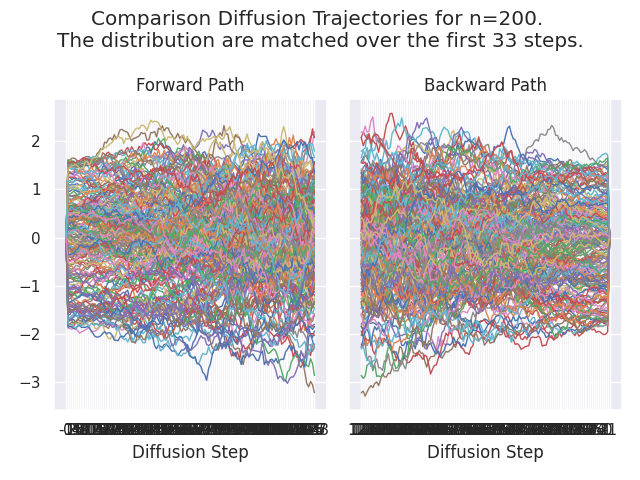 Comparison Diffusion Trajectories for n=200.
The distribution are matched over the first 33 steps.
Forward Path
Backward Path
2
1
0
−1
−2
−3
Diffusion Step
Diffusion Step